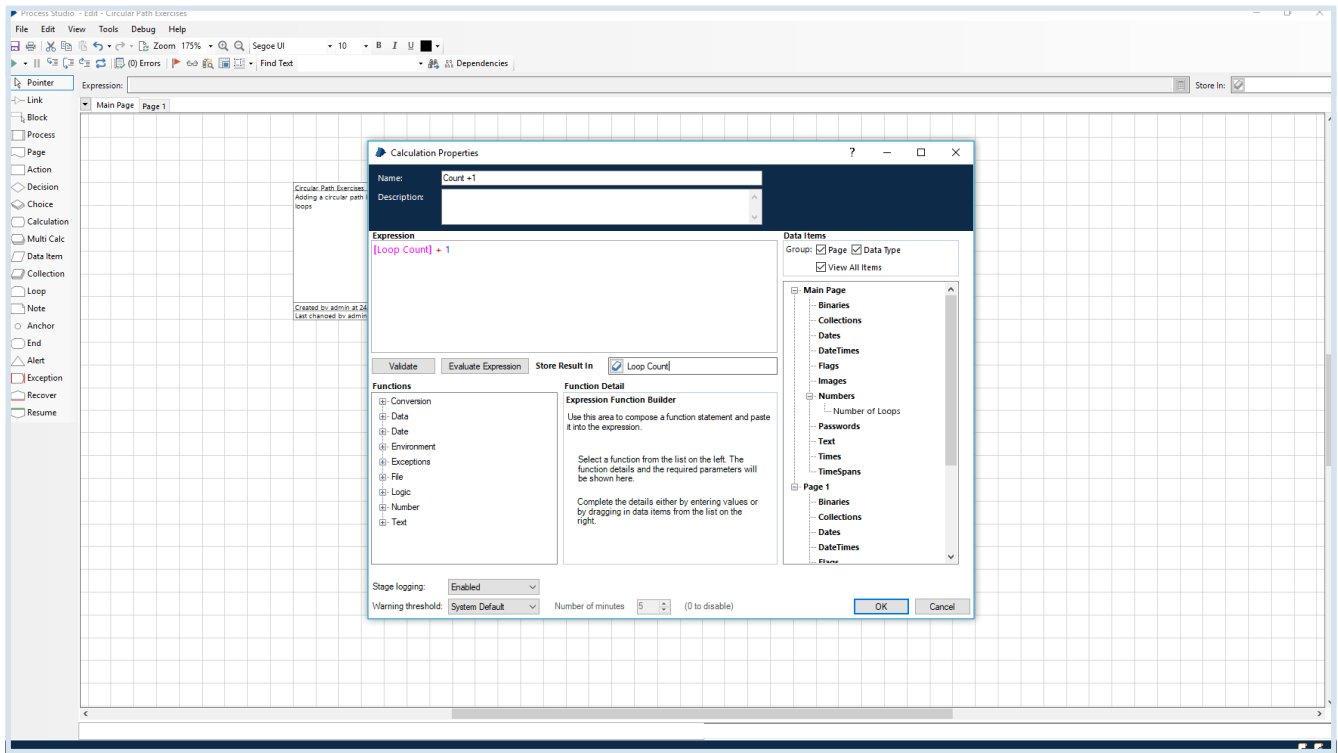 Process Studio - Edit - Circular Path Exercises
File Edit View Tools Debug Help
Zoom 175% Segoe UI 10 B I U
(0) Errors Find Text Dependencies
Pointer
Expression: Store In:
Link
Main Page Page 1
Block
Process
Page
Action
Decision
Choice
Calculation
Multi Calc
Data Item
Collection
Loop
Note
Anchor
End
Alert
Exception
Recover
Resume
Circular Path Exercises
Adding a circular path
loops
Created by admin at 24
Last changed by admin
Calculation Properties ?
Name: Count +1
Description:
Expression
[Loop Count] + 1
Validate Evaluate Expression Store Result In Loop Count
Functions
Conversion
Data
Date
Environment
Exceptions
File
Logic
Number
Text
Function Detail
Expression Function Builder
Use this area to compose a function statement and paste
it into the expression.
Select a function from the list on the left. The
function details and the required parameters will
be shown here.
Complete the details either by entering values or
by dragging in data items from the list on the
right.
Data Items
Group: Page Data Type
View All Items
Main Page
Binaries
Collections
Dates
DateTimes
Flags
Images
Numbers
Number of Loops
Passwords
Text
Times
TimeSpans
Page 1
Binaries
Collections
Dates
DateTimes
Flags
Stage logging: Enabled
Warning threshold: System Default Number of minutes 5 (0 to disable)
OK Cancel